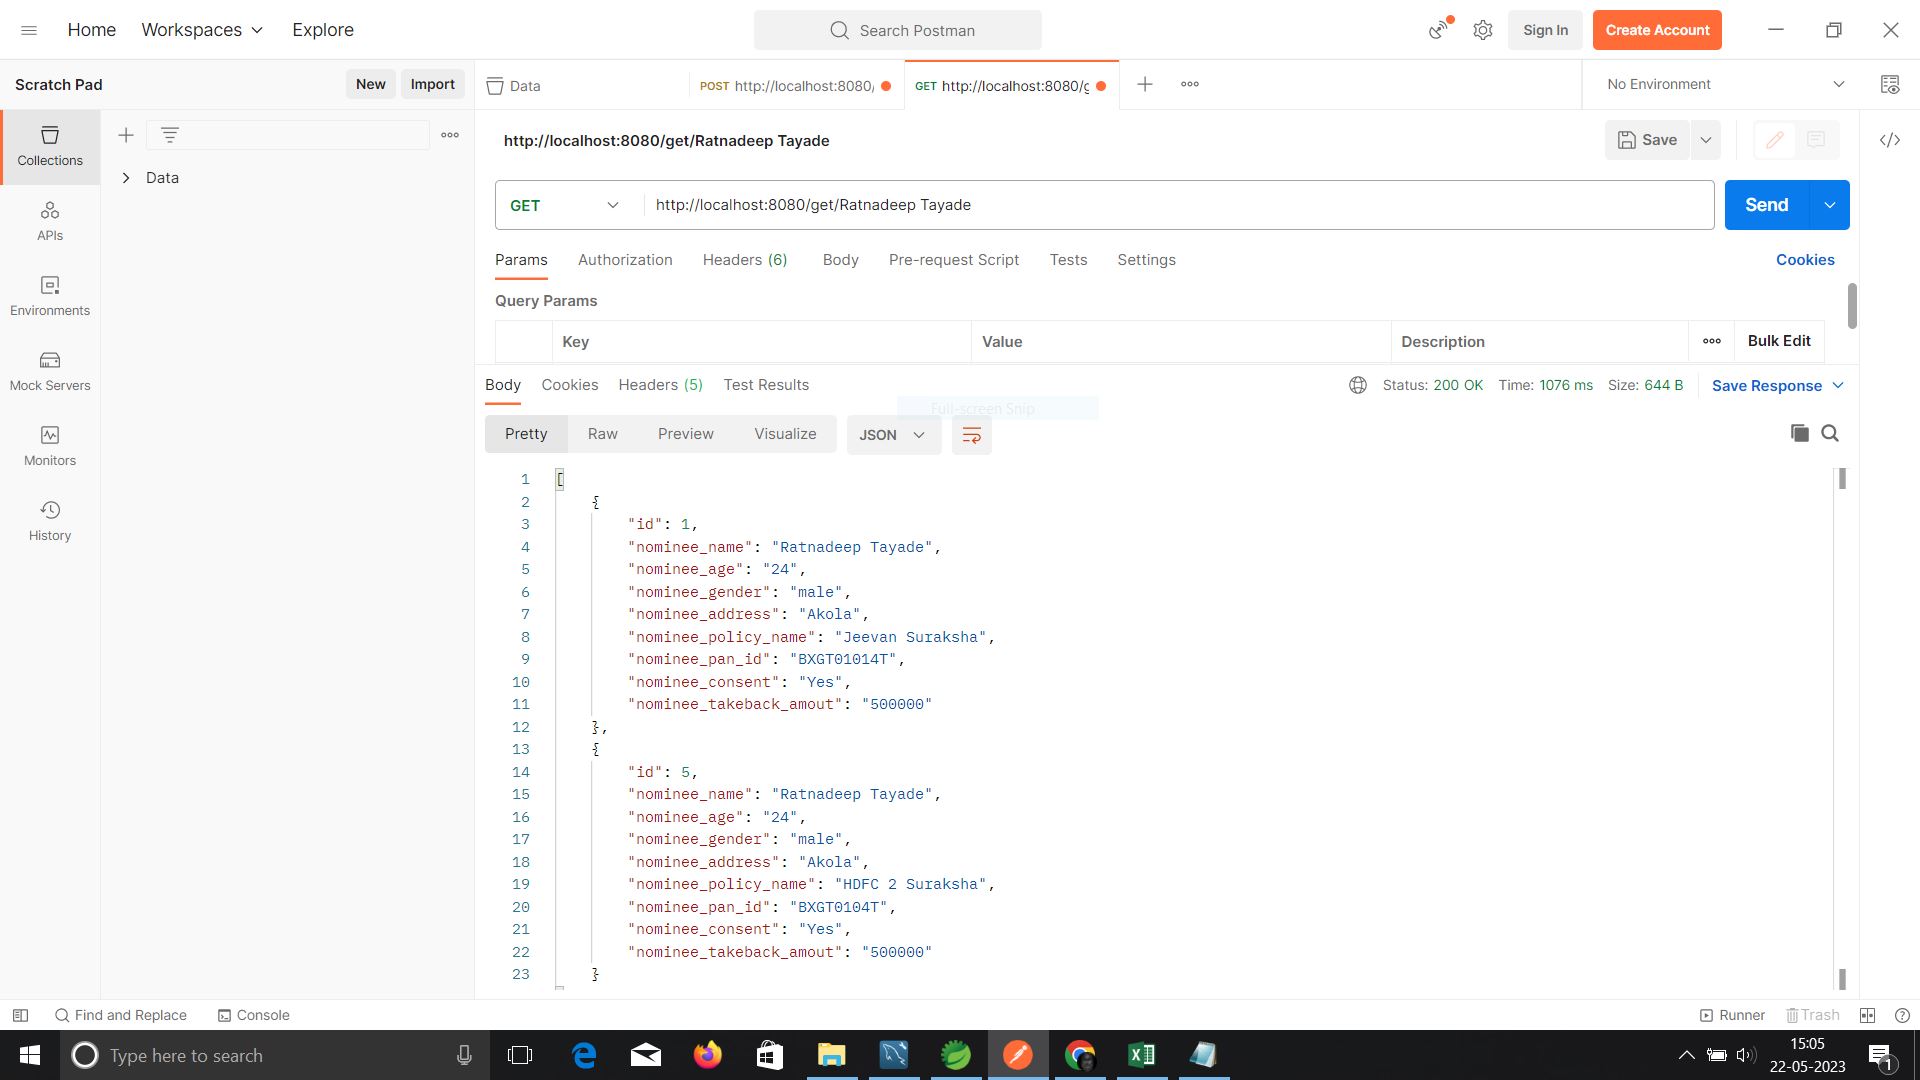 Home Workspaces Explore Search Postman Sign In Create Account
Scratch Pad New Import Data POST http://localhost:8080/ GET http://localhost:8080/g No Environment
Collections
APIs
Environments
Mock Servers
Monitors
History
Data
http://localhost:8080/get/Ratnadeep Tayade Save
GET http://localhost:8080/get/Ratnadeep Tayade Send
Params Authorization Headers (6) Body Pre-request Script Tests Settings Cookies
Query Params
Key Value Description Bulk Edit
Body Cookies Headers (5) Test Results Status: 200 OK Time: 1076 ms Size: 644 B Save Response
Full-screen Snip
Pretty Raw Preview Visualize JSON
1 [
2 {
3 "id": 1,
4 "nominee_name": "Ratnadeep Tayade",
5 "nominee_age": "24",
6 "nominee_gender": "male",
7 "nominee_address": "Akola",
8 "nominee_policy_name": "Jeevan Suraksha",
9 "nominee_pan_id": "BXGT01014T",
10 "nominee_consent": "Yes",
11 "nominee_takeback_amout": "500000"
12 },
13 {
14 "id": 5,
15 "nominee_name": "Ratnadeep Tayade",
16 "nominee_age": "24",
17 "nominee_gender": "male",
18 "nominee_address": "Akola",
19 "nominee_policy_name": "HDFC 2 Suraksha",
20 "nominee_pan_id": "BXGT0104T",
21 "nominee_consent": "Yes",
22 "nominee_takeback_amout": "500000"
23 }
Find and Replace Console Runner Trash
Type here to search 15:05
22-05-2023 1